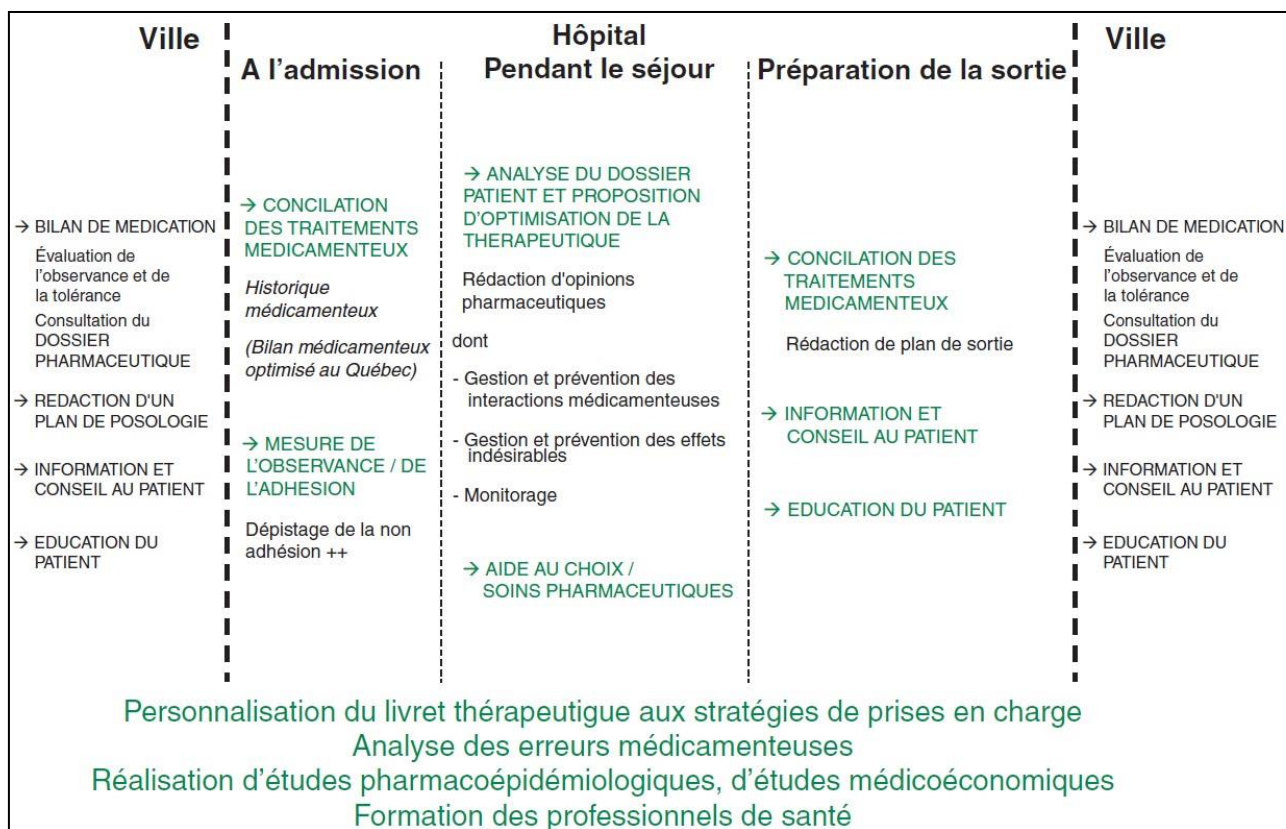 Ville
Hôpital
Ville
A l'admission
Pendant le séjour
Préparation de la sortie
→ BILAN DE MEDICATION
Évaluation de
l'observance et de
la tolérance
Consultation du
DOSSIER
PHARMACEUTIQUE
→ REDACTION D'UN
PLAN DE POSOLOGIE
→ INFORMATION ET
CONSEIL AU PATIENT
→ EDUCATION DU
PATIENT
→ CONCILATION
DES TRAITEMENTS
MEDICAMENTEUX
Historique
médicamenteux
(Bilan médicamenteux
optimisé au Québec)
→ MESURE DE
L'OBSERVANCE / DE
L'ADHESION
Dépistage de la non
adhésion ++
→ ANALYSE DU DOSSIER
PATIENT ET PROPOSITION
D'OPTIMISATION DE LA
THERAPEUTIQUE
Rédaction d'opinions
pharmaceutiques
dont
- Gestion et prévention des
interactions médicamenteuses
- Gestion et prévention des effets
indésirables
- Monitorage
→ AIDE AU CHOIX /
SOINS PHARMACEUTIQUES
→ CONCILATION DES
TRAITEMENTS
MEDICAMENTEUX
Rédaction de plan de sortie
→ INFORMATION ET
CONSEIL AU PATIENT
→ EDUCATION DU PATIENT
→ BILAN DE MEDICATION
Évaluation de
l'observance et de
la tolérance
Consultation du
DOSSIER
PHARMACEUTIQUE
→ REDACTION D'UN
PLAN DE POSOLOGIE
→ INFORMATION ET
CONSEIL AU PATIENT
→ EDUCATION DU
PATIENT
Personnalisation du livret thérapeutigue aux stratégies de prises en charge
Analyse des erreurs médicamenteuses
Réalisation d'études pharmacoépidémiologiques, d'études médicoéconomiques
Formation des professionnels de santé